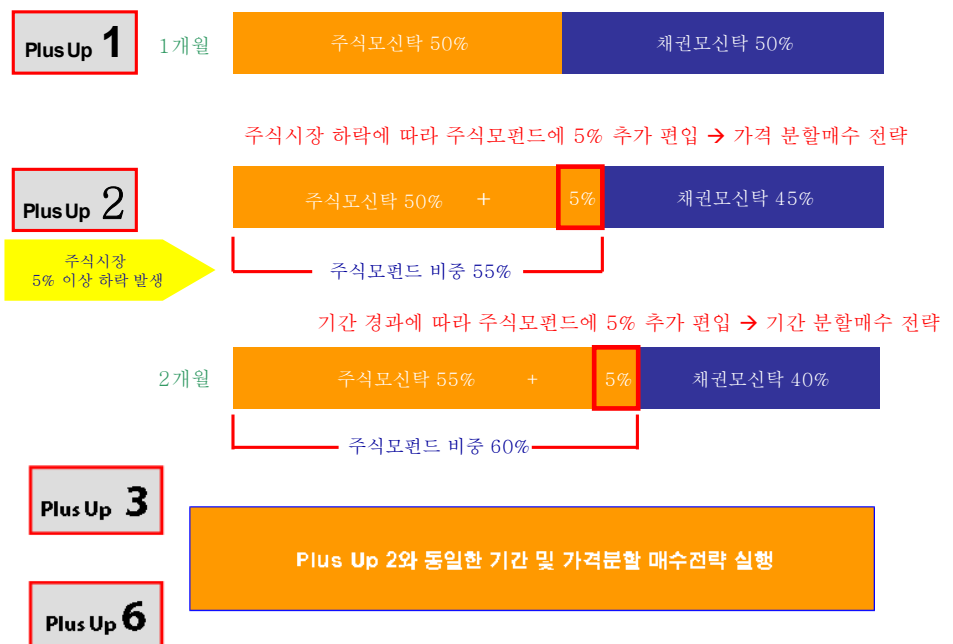 Plus Up 1
1개월
주식모신탁 50%
채권모신탁 50%
주식시장 하락에 따라 주식모펀드에 5% 추가 편입 → 가격 분할매수 전략
Plus Up 2
주식모신탁 50% +
5%
채권모신탁 45%
주식시장
5% 이상 하락 발생
주식모펀드 비중 55%
기간 경과에 따라 주식모펀드에 5% 추가 편입 → 기간 분할매수 전략
2개월
주식모신탁 55% +
5%
채권모신탁 40%
주식모펀드 비중 60%
Plus Up 3
Plus Up 2와 동일한 기간 및 가격분할 매수전략 실행
Plus Up 6